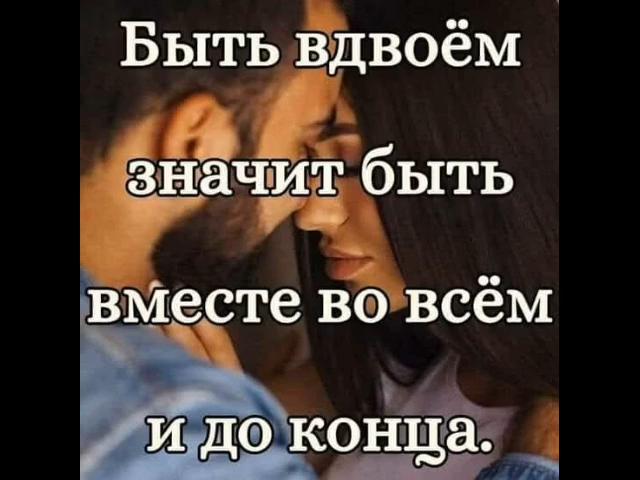 Быть вдвоём
значит быть
вместе во всём
и до конца.